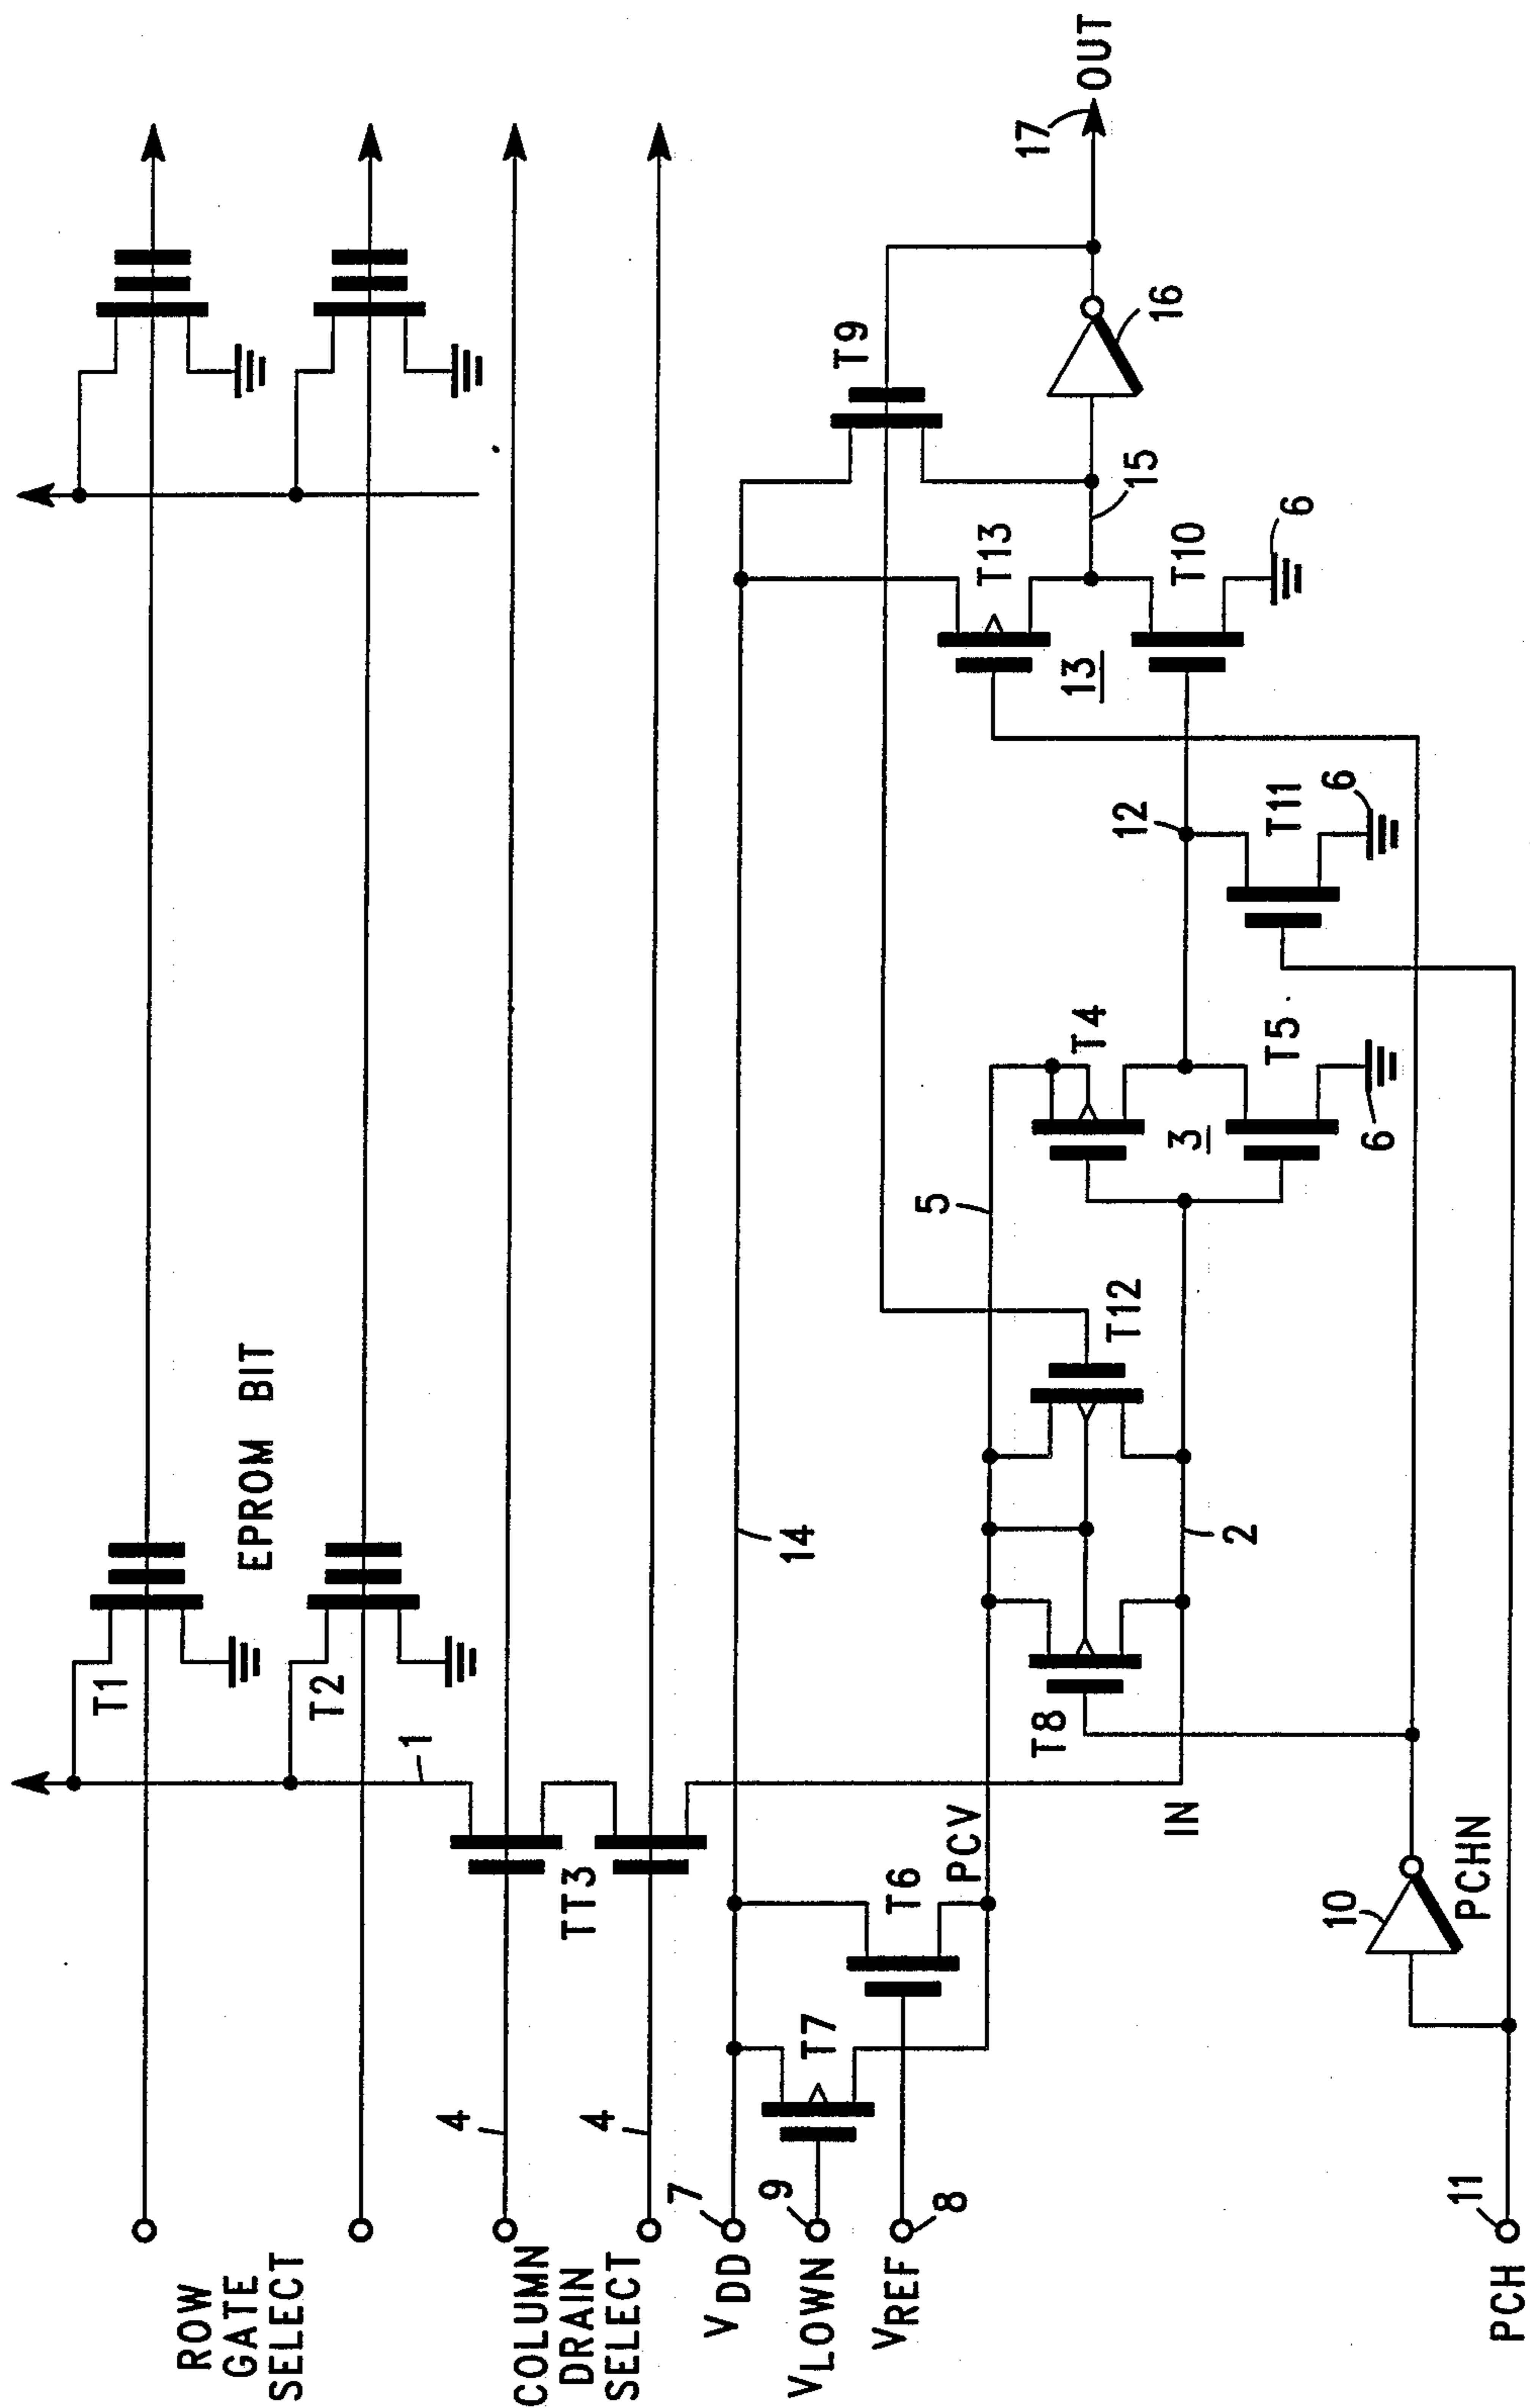 ROW
GATE
SELECT
COLUMN
DRAIN
SELECT
VDD
VLOWN
VREF
PCH
7
9
8
11
4
4
T1
T2
EPROM BIT
1
TT3
T7
T6
PCV
IN
10
PCHN
T8
T12
14
2
5
3
T4
T5
6
12
T11
6
13
T13
T10
6
15
T9
16
17
OUT